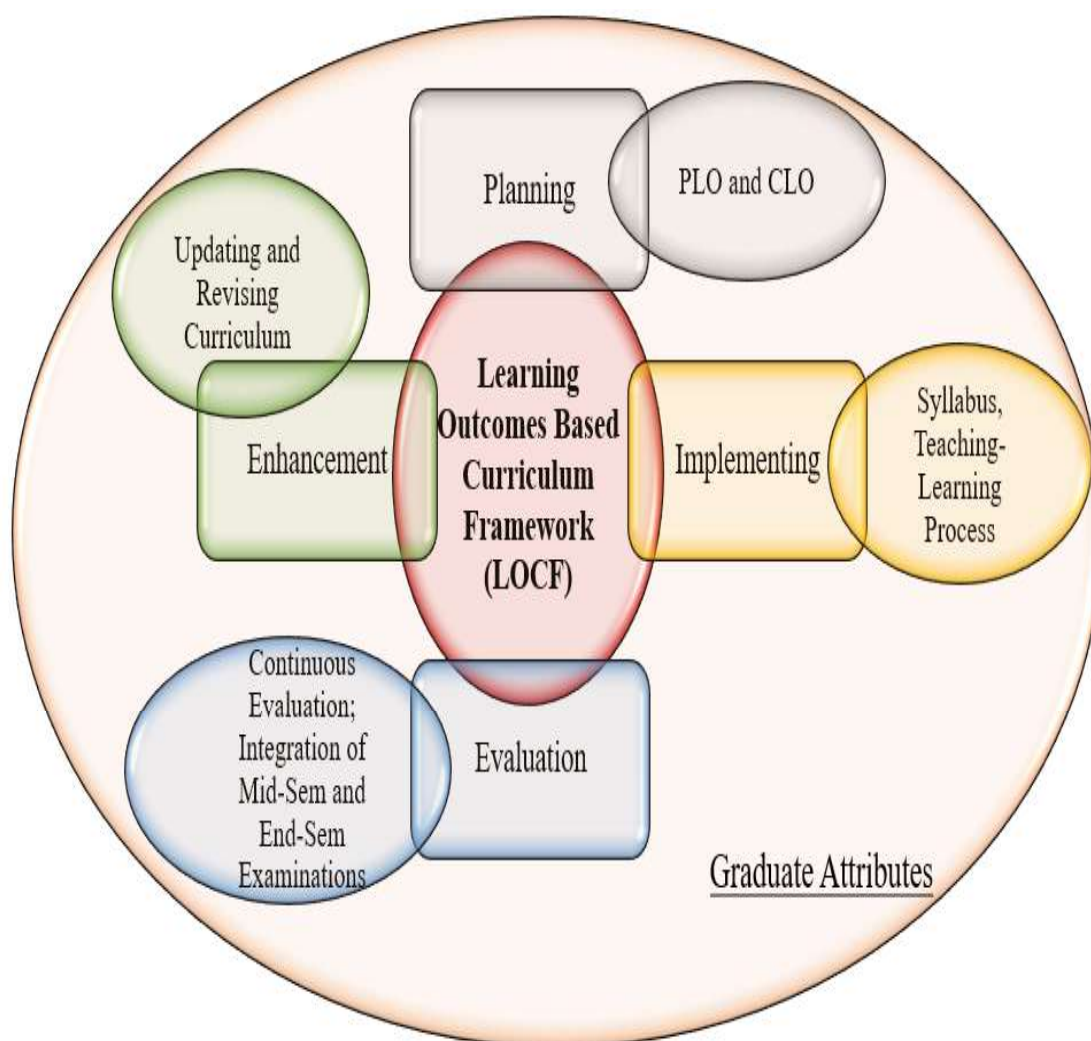 Planning
PLO and CLO
Updating and
Revising
Curriculum
Learning
Outcomes Based
Curriculum
Framework
(LOCF)
Enhancement
Implementing
Syllabus,
Teaching-
Learning
Process
Continuous
Evaluation;
Integration of
Mid-Sem and
End-Sem
Examinations
Evaluation
Graduate Attributes